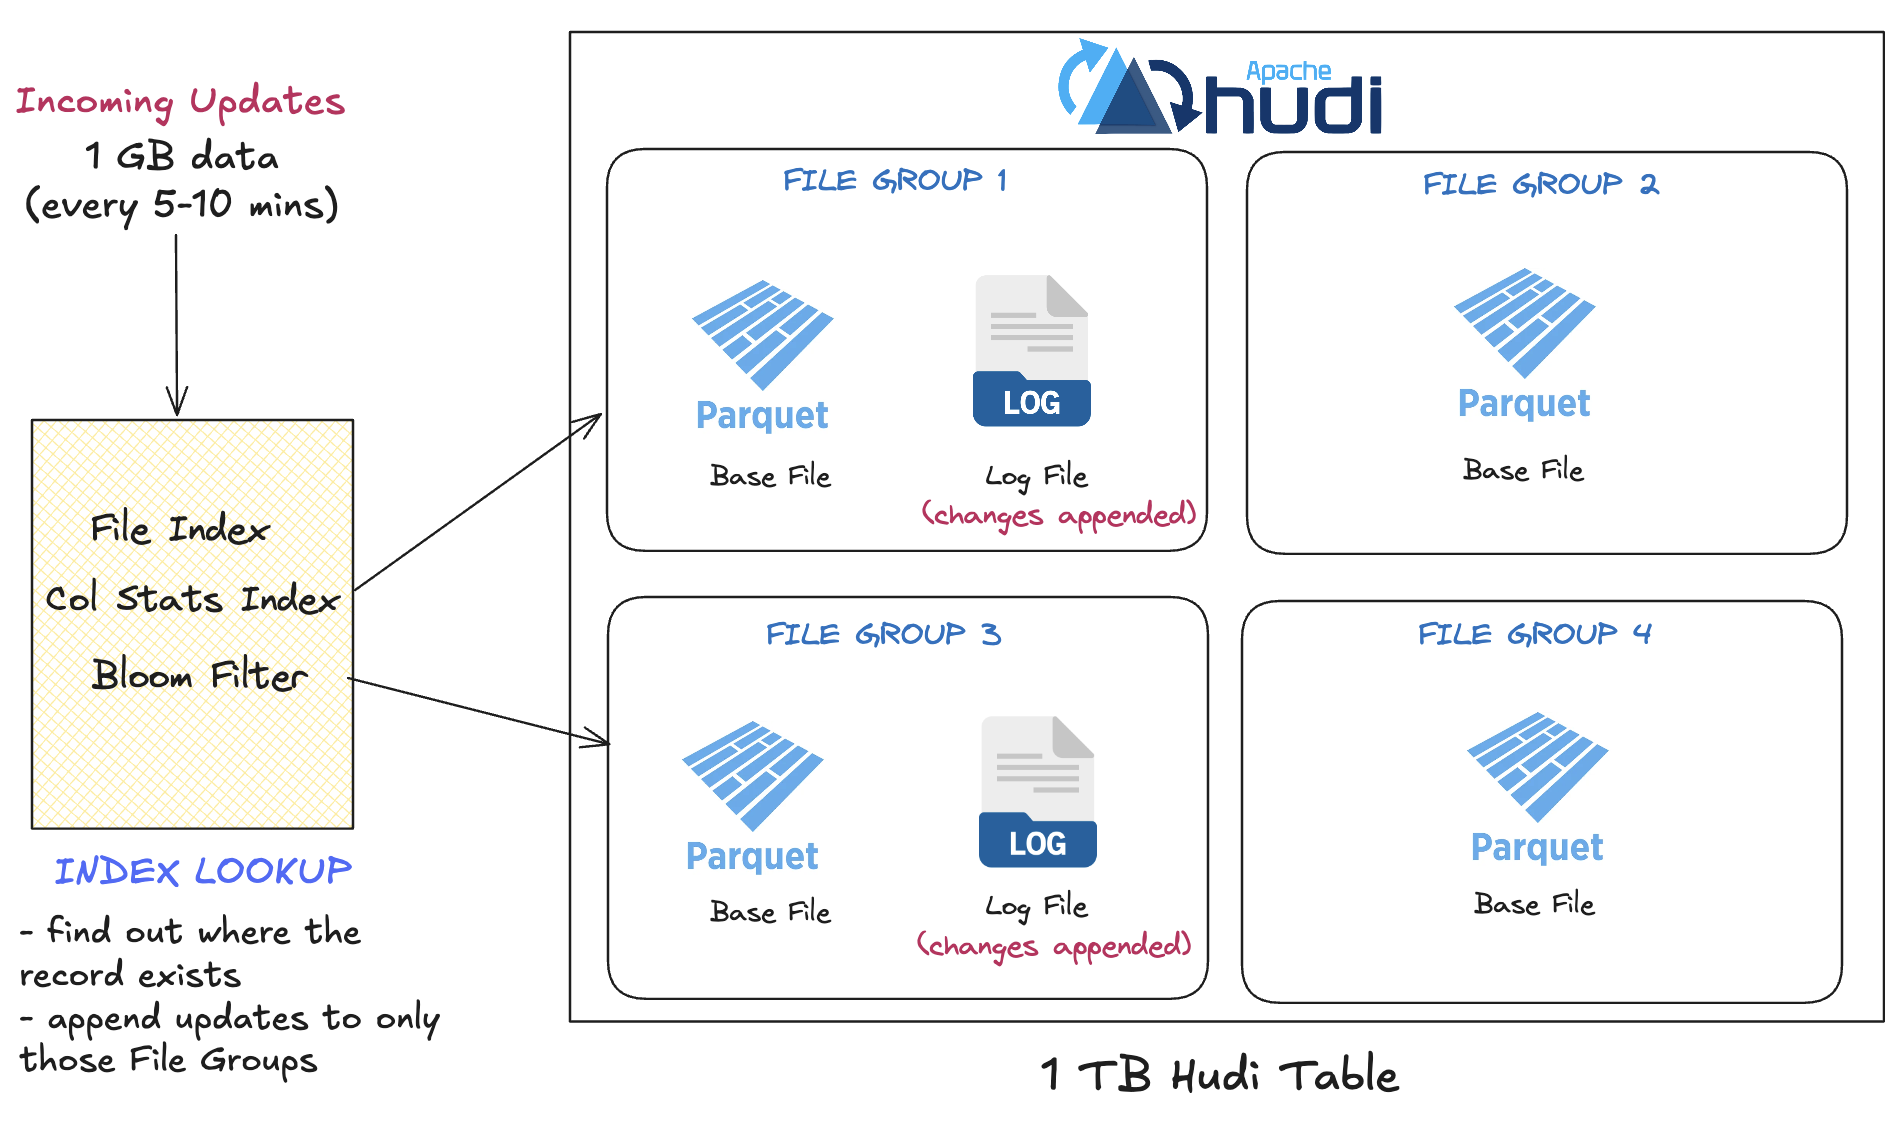 Incoming Updates
1 GB data
(every 5-10 mins)
File Index
Col Stats Index
Bloom Filter
INDEX LOOKUP
- find out where the
record exists
- append updates to only
those File Groups
Apache
hudi
FILE GROUP 1
Parquet
Base File
LOG
Log File
(changes appended)
FILE GROUP 2
Parquet
Base File
FILE GROUP 3
Parquet
Base File
LOG
Log File
(changes appended)
FILE GROUP 4
Parquet
Base File
1 TB Hudi Table